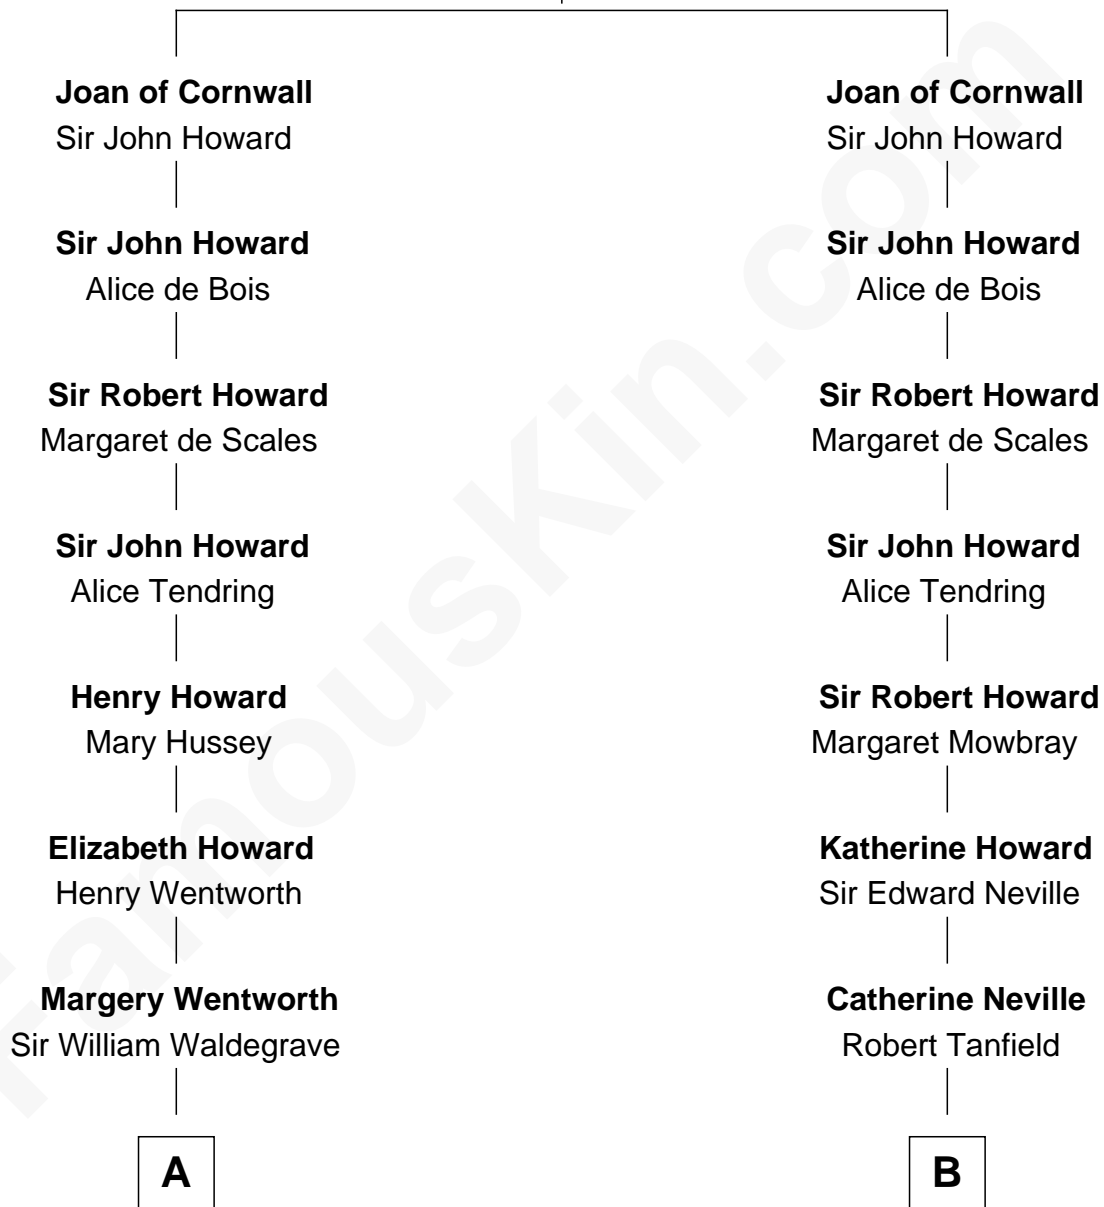 Joan of Cornwall
Sir John Howard
Sir John Howard
Alice de Bois
Sir Robert Howard
Margaret de Scales
Sir John Howard
Alice Tendring
Henry Howard
Mary Hussey
Elizabeth Howard
Henry Wentworth
Margery Wentworth
Sir William Waldegrave
A
Joan of Cornwall
Sir John Howard
Sir John Howard
Alice de Bois
Sir Robert Howard
Margaret de Scales
Sir John Howard
Alice Tendring
Sir Robert Howard
Margaret Mowbray
Katherine Howard
Sir Edward Neville
Catherine Neville
Robert Tanfield
B
FamousKin.com